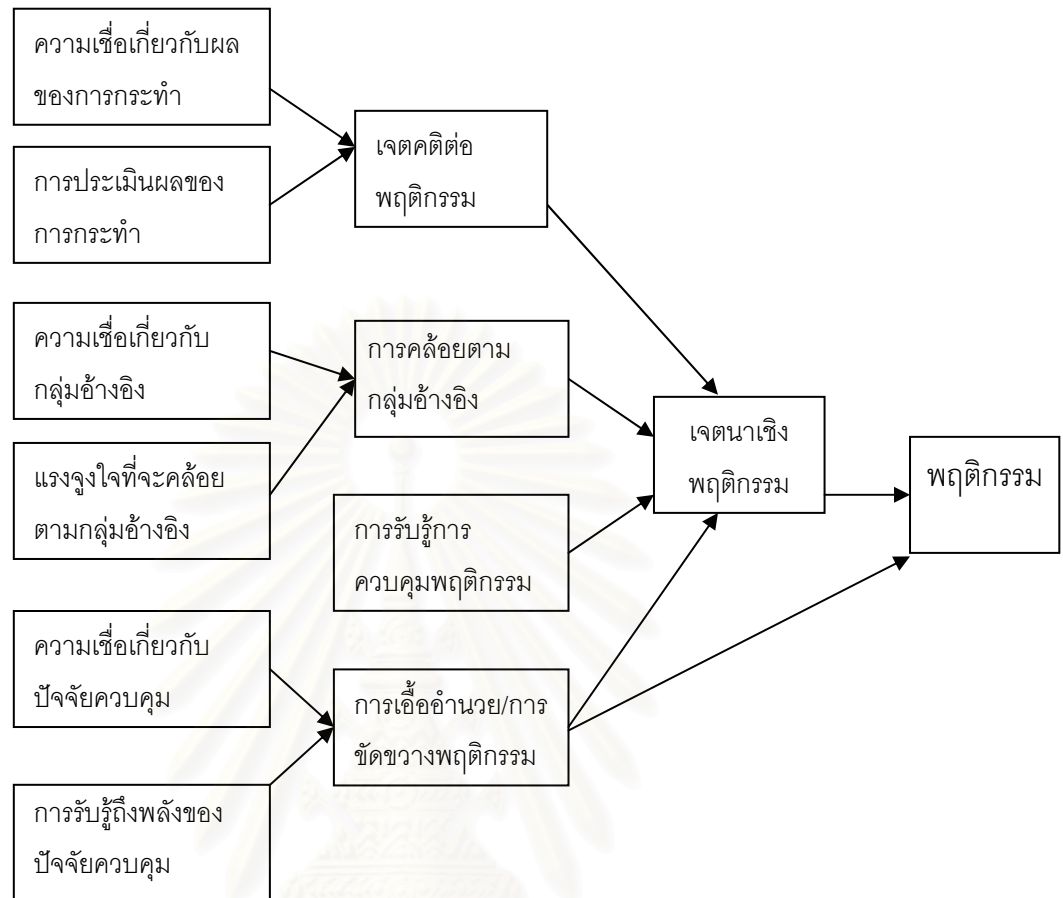 ความเชื่อเกี่ยวกับผล
ของการกระทำ
การประเมินผลของ
การกระทำ
เจตคติต่อ
พฤติกรรม
ความเชื่อเกี่ยวกับ
กลุ่มอ้างอิง
แรงจูงใจที่จะคล้อย
ตามกลุ่มอ้างอิง
การคล้อยตาม
กลุ่มอ้างอิง
การรับรู้การ
ควบคุมพฤติกรรม
ความเชื่อเกี่ยวกับ
ปัจจัยควบคุม
การรับรู้ถึงพลังของ
ปัจจัยควบคุม
การเอื้ออำนวย/การ
ขัดขวางพฤติกรรม
เจตนาเชิง
พฤติกรรม
พฤติกรรม